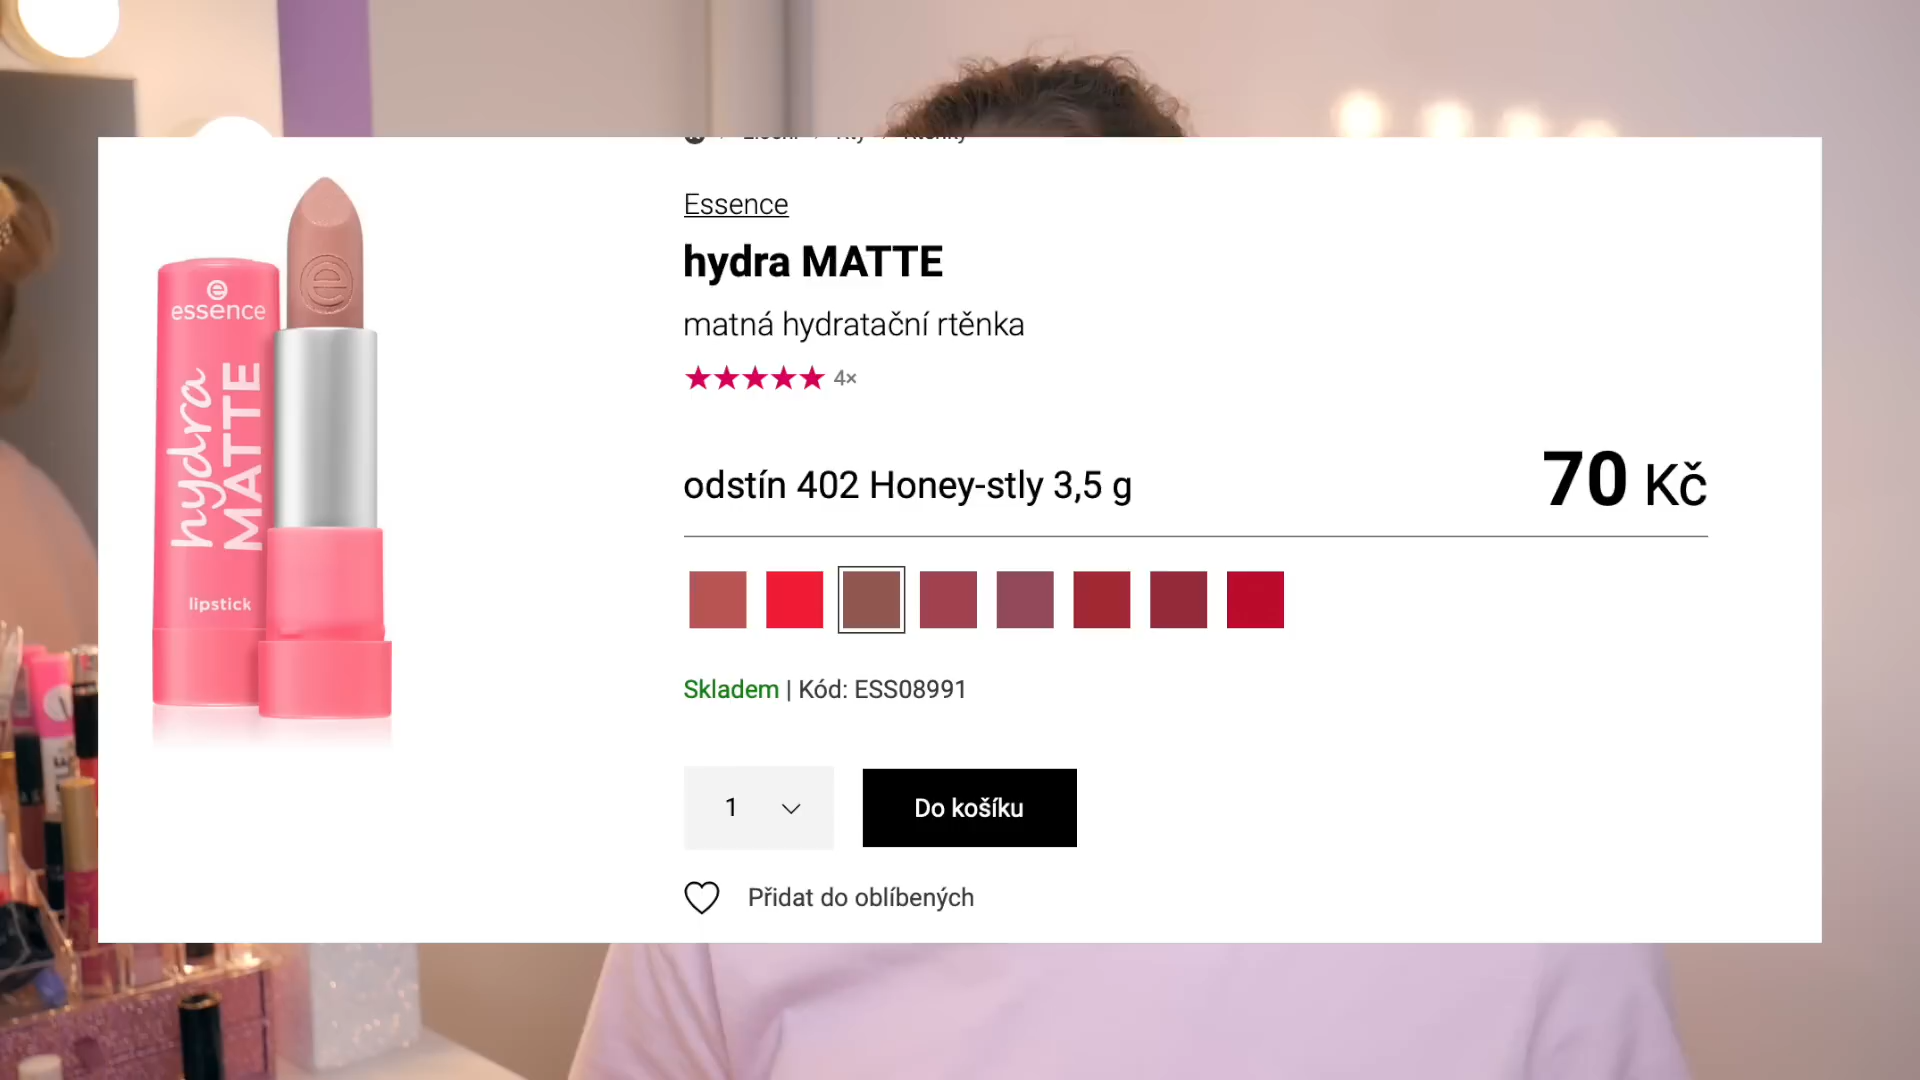 Essence
hydra MATTE
matná hydratační rtěnka
4×
odstín 402 Honey-stly 3,5 g
70 Kč
Skladem | Kód: ESS08991
1
Do košíku
Přidat do oblíbených
essence
hydra
MATTE
lipstick